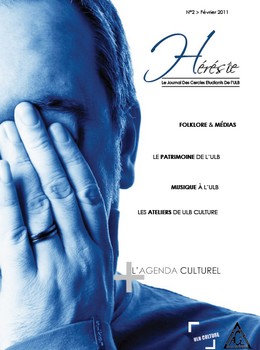 N°2 > Février 2011
Hérésie
Le Journal Des Cercles Etudiants De l'ULB
FOLKLORE & MÉDIAS
LE PATRIMOINE DE L'ULB
MUSIQUE À L'ULB
LES ATELIERS DE ULB CULTURE
+ L'AGENDA CULTUREL
ULB CULTURE